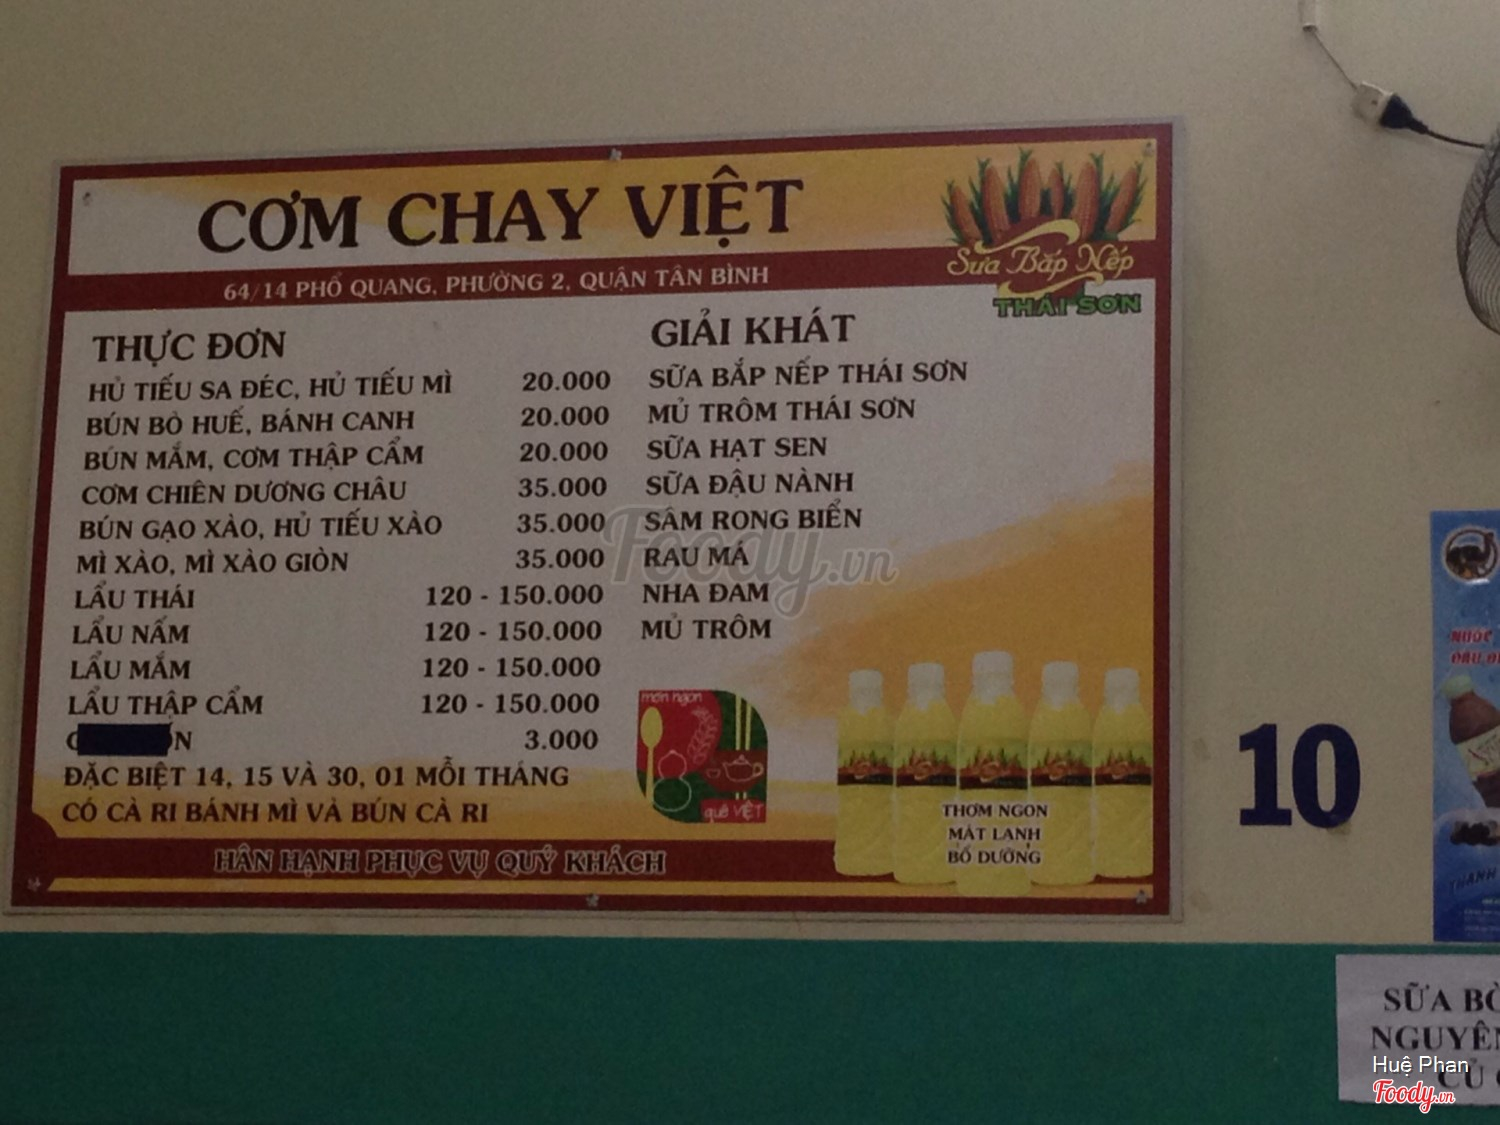 CƠM CHAY VIỆT
64/14 PHỔ QUANG, PHƯỜNG 2, QUẬN TÂN BÌNH
Sữa Bắp Nếp
THÁI SƠN
THỰC ĐƠN
HỦ TIẾU SA ĐÉC, HỦ TIẾU MÌ 20.000
BÚN BÒ HUẾ, BÁNH CANH 20.000
BÚN MẮM, CƠM THẬP CẨM 20.000
CƠM CHIÊN DƯƠNG CHÂU 35.000
BÚN GẠO XÀO, HỦ TIẾU XÀO 35.000
MÌ XÀO, MÌ XÀO GIÒN 35.000
LẨU THÁI 120 - 150.000
LẨU NẤM 120 - 150.000
LẨU MẮM 120 - 150.000
LẨU THẬP CẨM 120 - 150.000
3.000
ĐẶC BIỆT 14, 15 VÀ 30, 01 MỖI THÁNG
CÓ CÀ RI BÁNH MÌ VÀ BÚN CÀ RI
GIẢI KHÁT
SỮA BẮP NẾP THÁI SƠN
MỦ TRÔM THÁI SƠN
SỮA HẠT SEN
SỮA ĐẬU NÀNH
SÂM RONG BIỂN
RAU MÁ
NHA ĐAM
MỦ TRÔM
món ngon
quê VIỆT
THƠM NGON
MÁT LẠNH
BỔ DƯỠNG
HÂN HẠNH PHỤC VỤ QUÝ KHÁCH
10
NƯỚC
SỮA
NGUYÊN
CỦ
Foody.vn
Huệ Phan
Foody.vn